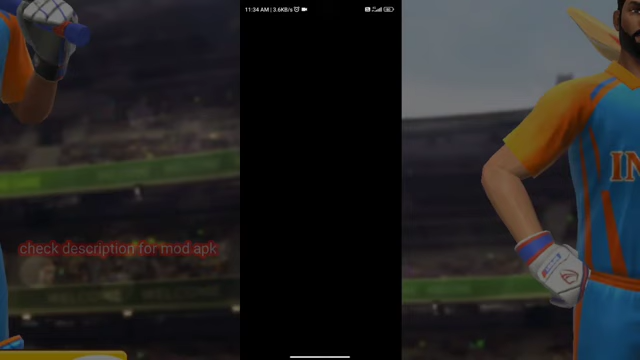 11:34 AM | 3.6KB/s
check description for mod apk
IN